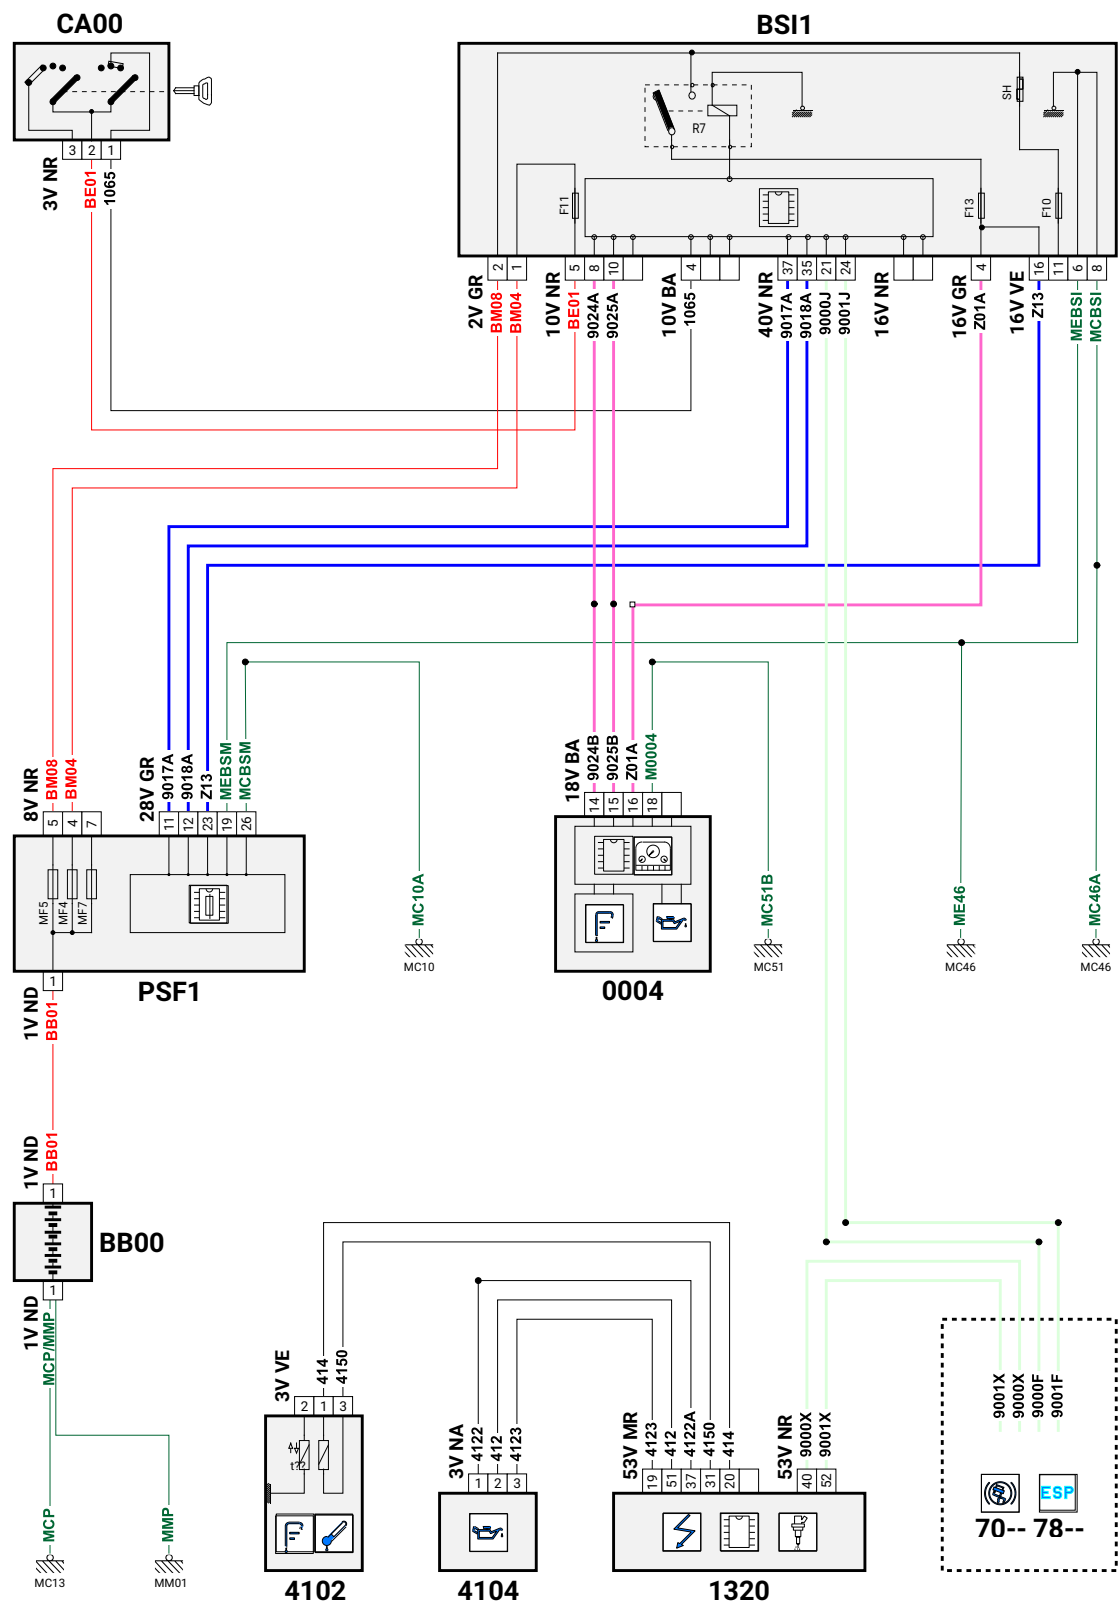 CA00
BSI1
SH
R7
F11
F13
F10
3 2 1
3V NR
BE01
1065
2 1 5 8 10 4 37 35 21 24 4 16 11 6 8
2V GR
BM08
BM04
10V NR
BE01
9024A
9025A
10V BA
1065
40V NR
9017A
9018A
9000J
9001J
16V NR
16V GR
Z01A
16V VE
Z13
MEBSI
MCBSI
8V NR
BM08
BM04
28V GR
9017A
9018A
Z13
MEBSM
MCBSM
18V BA
9024B
9025B
Z01A
M0004
5 4 7
11 12 23 19 26
14 15 16 18
MF5
MF4
MF7
MC10A
MC51B
ME46
MC46A
MC10
MC51
MC46
MC46
1
PSF1
0004
1V ND
BB01
1V ND
BB01
1
BB00
1
1V ND
MCP/MMP
MCP
MMP
MC13
MM01
3V VE
414
4150
2 1 3
t??
4102
3V NA
4122
412
4123
1 2 3
4104
53V MR
4123
412
4122A
4150
414
19 51 37 31 20
53V NR
9000X
9001X
40 52
1320
9001X
9000X
9000F
9001F
ESP
70-- 78--